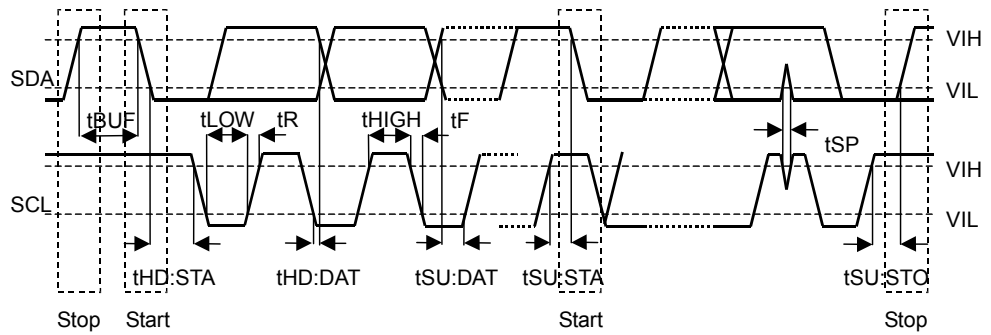 VIH
SDA
VIL
tBUF
tLOW
tR
tHIGH
tF
tSP
VIH
SCL
VIL
tHD:STA
tHD:DAT
tSU:DAT
tSU:STA
tSU:STO
Stop
Start
Start
Stop